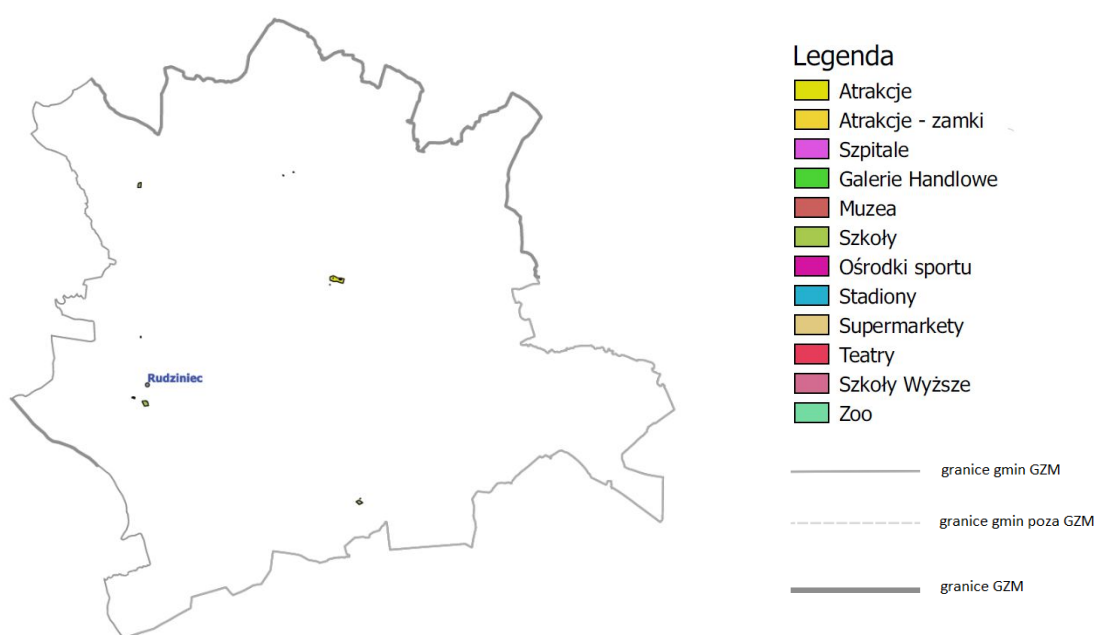 Legenda
Atrakcje
Atrakcje - zamki
Szpitale
Galerie Handlowe
Muzea
Szkoły
Ośrodki sportu
Stadiony
Supermarkety
Teatry
Szkoły Wyższe
Zoo
Rudziniec
granice gmin GZM
granice gmin poza GZM
granice GZM